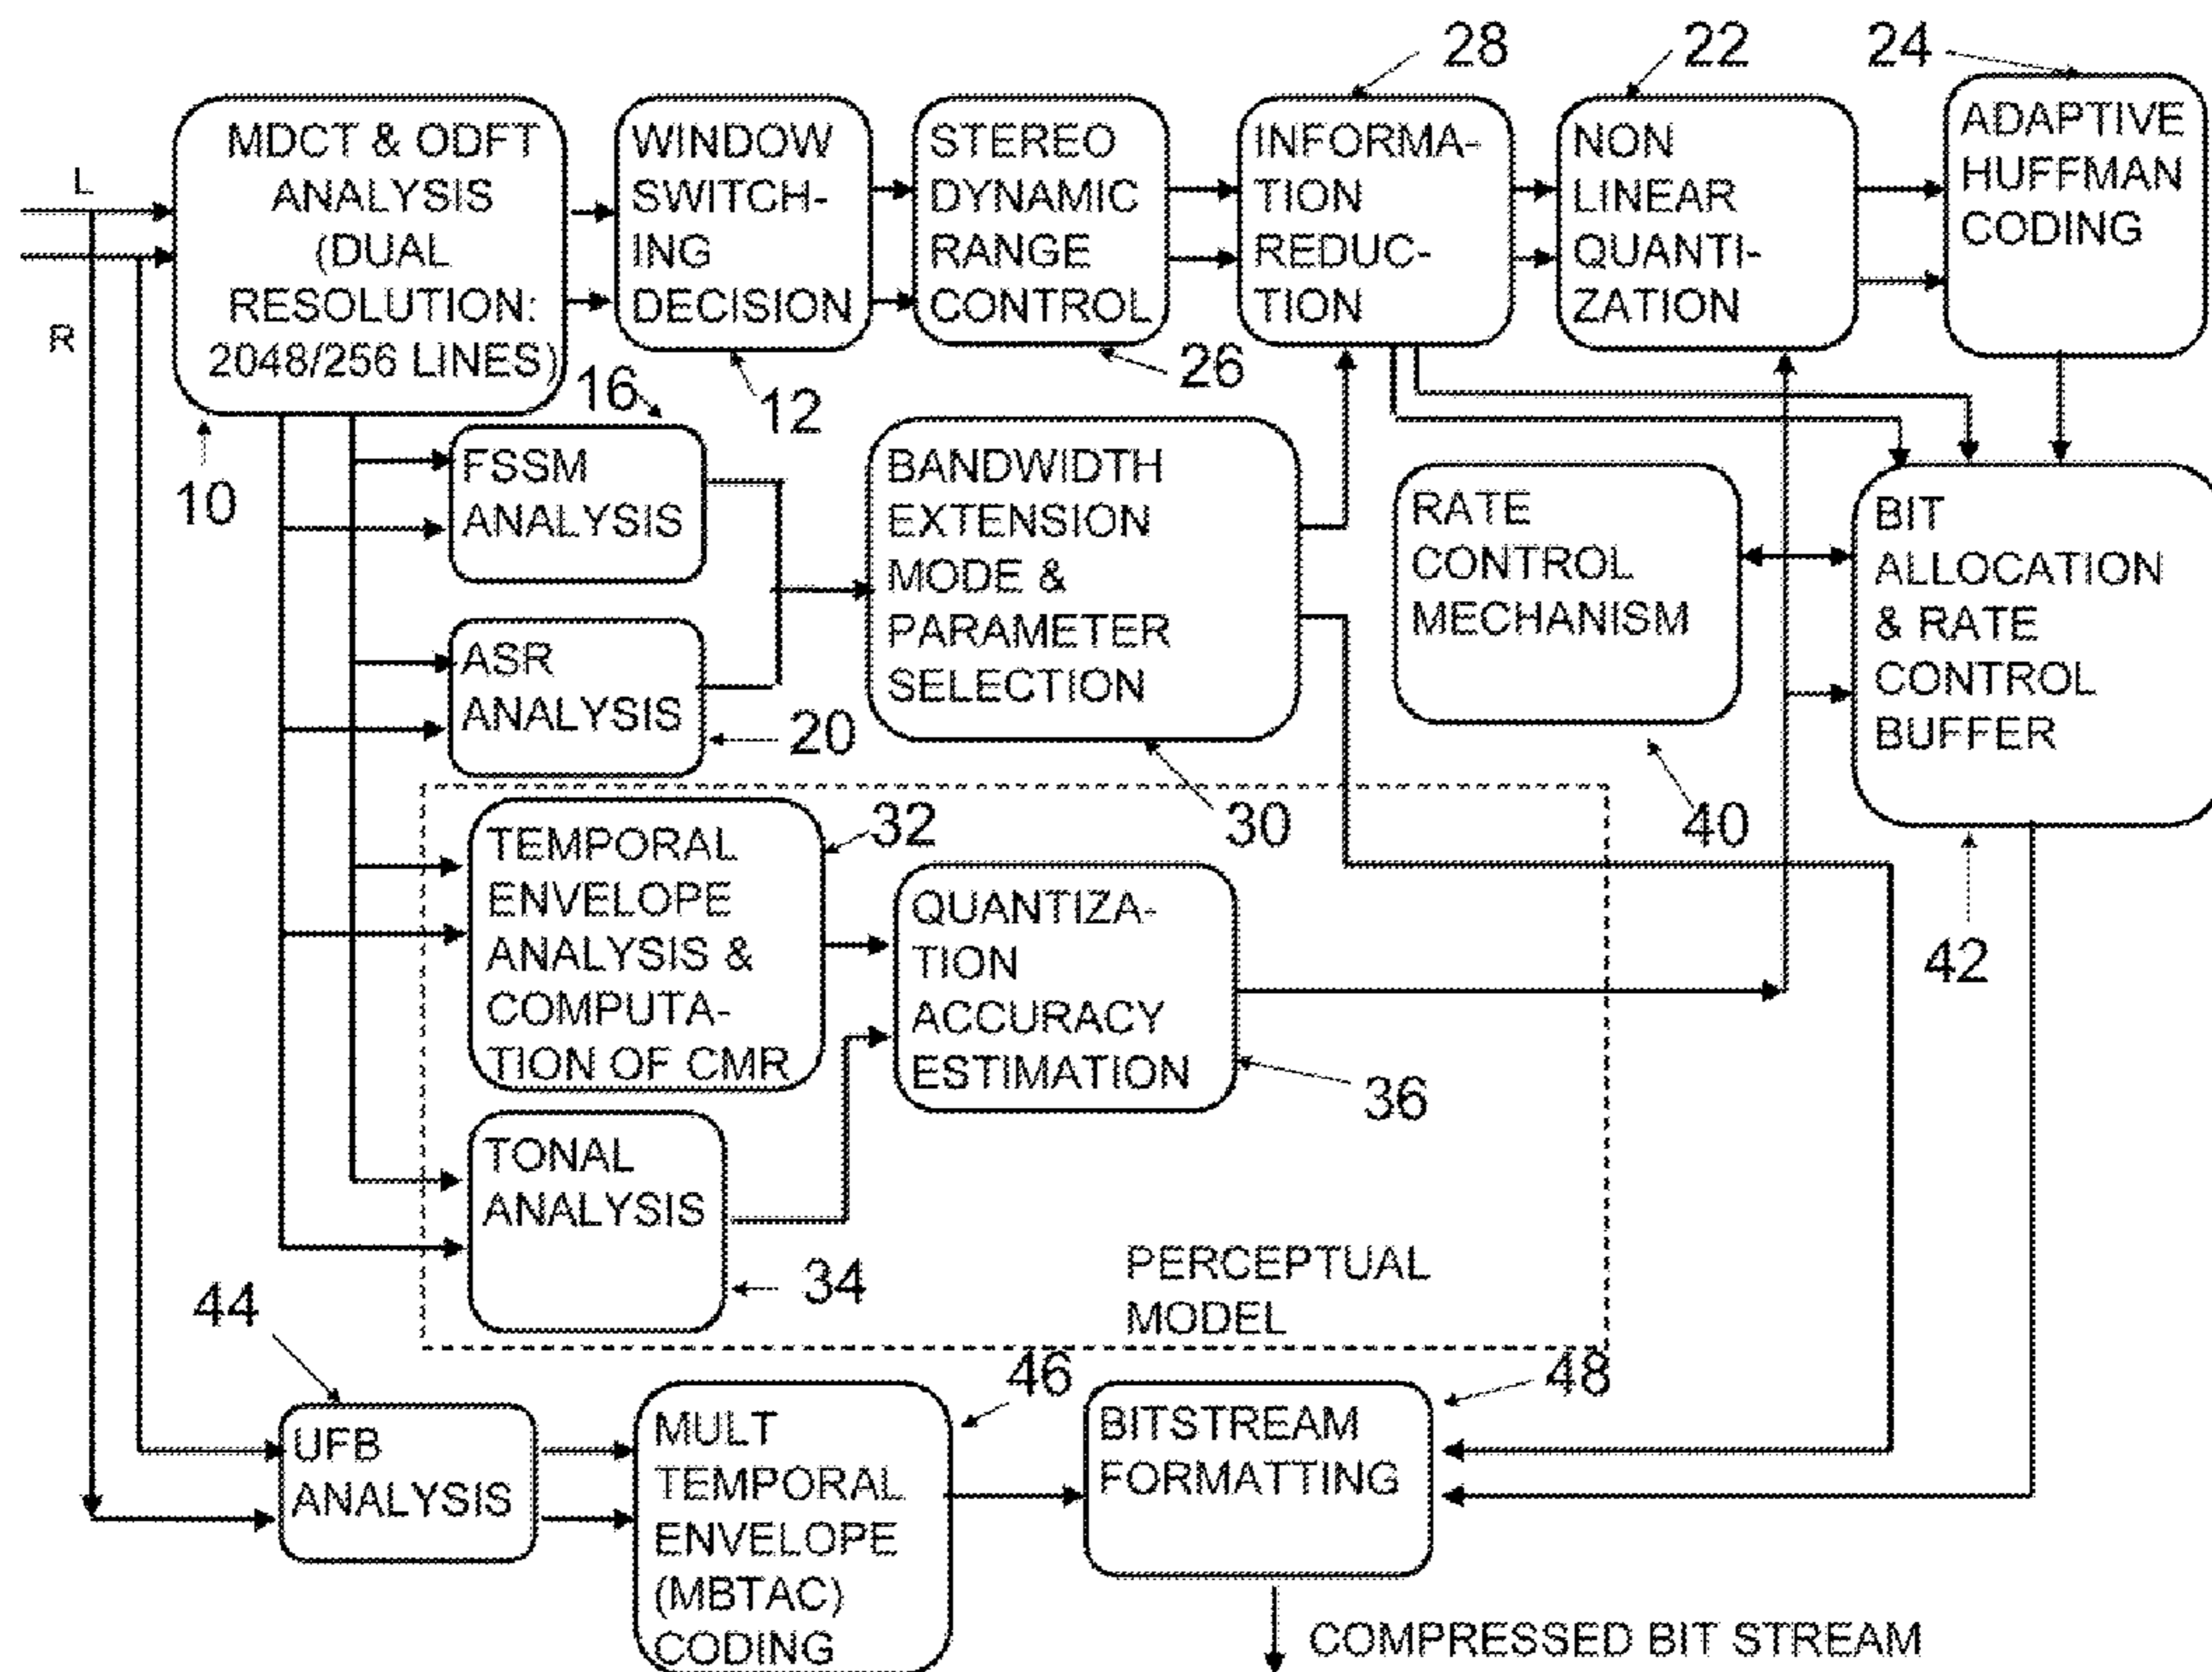 28
22
24
L
R
MDCT & ODFT
ANALYSIS
(DUAL
RESOLUTION:
2048/256 LINES)
10
WINDOW
SWITCH-
ING
DECISION
12
STEREO
DYNAMIC
RANGE
CONTROL
26
INFORMA-
TION
REDUC-
TION
NON
LINEAR
QUANTI-
ZATION
ADAPTIVE
HUFFMAN
CODING
16
FSSM
ANALYSIS
ASR
ANALYSIS
20
BANDWIDTH
EXTENSION
MODE &
PARAMETER
SELECTION
30
RATE
CONTROL
MECHANISM
40
BIT
ALLOCATION
& RATE
CONTROL
BUFFER
42
TEMPORAL
ENVELOPE
ANALYSIS &
COMPUTA-
TION OF CMR
32
QUANTIZA-
TION
ACCURACY
ESTIMATION
36
TONAL
ANALYSIS
34
PERCEPTUAL
MODEL
44
UFB
ANALYSIS
46
MULT
TEMPORAL
ENVELOPE
(MBTAC)
CODING
48
BITSTREAM
FORMATTING
COMPRESSED BIT STREAM